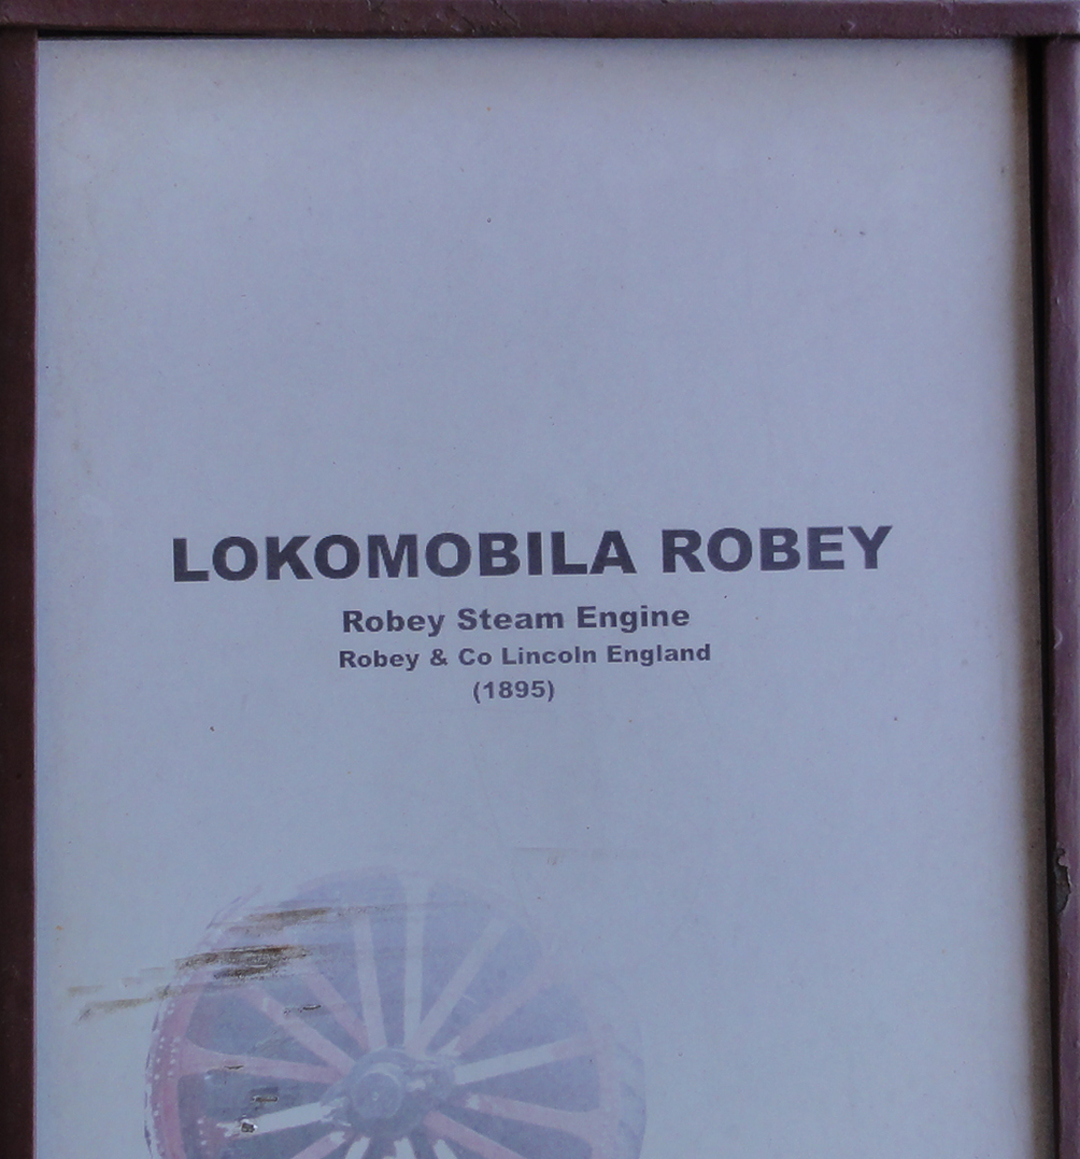 LOKOMOBILA ROBEY
Robey Steam Engine
Robey & Co Lincoln England
(1895)